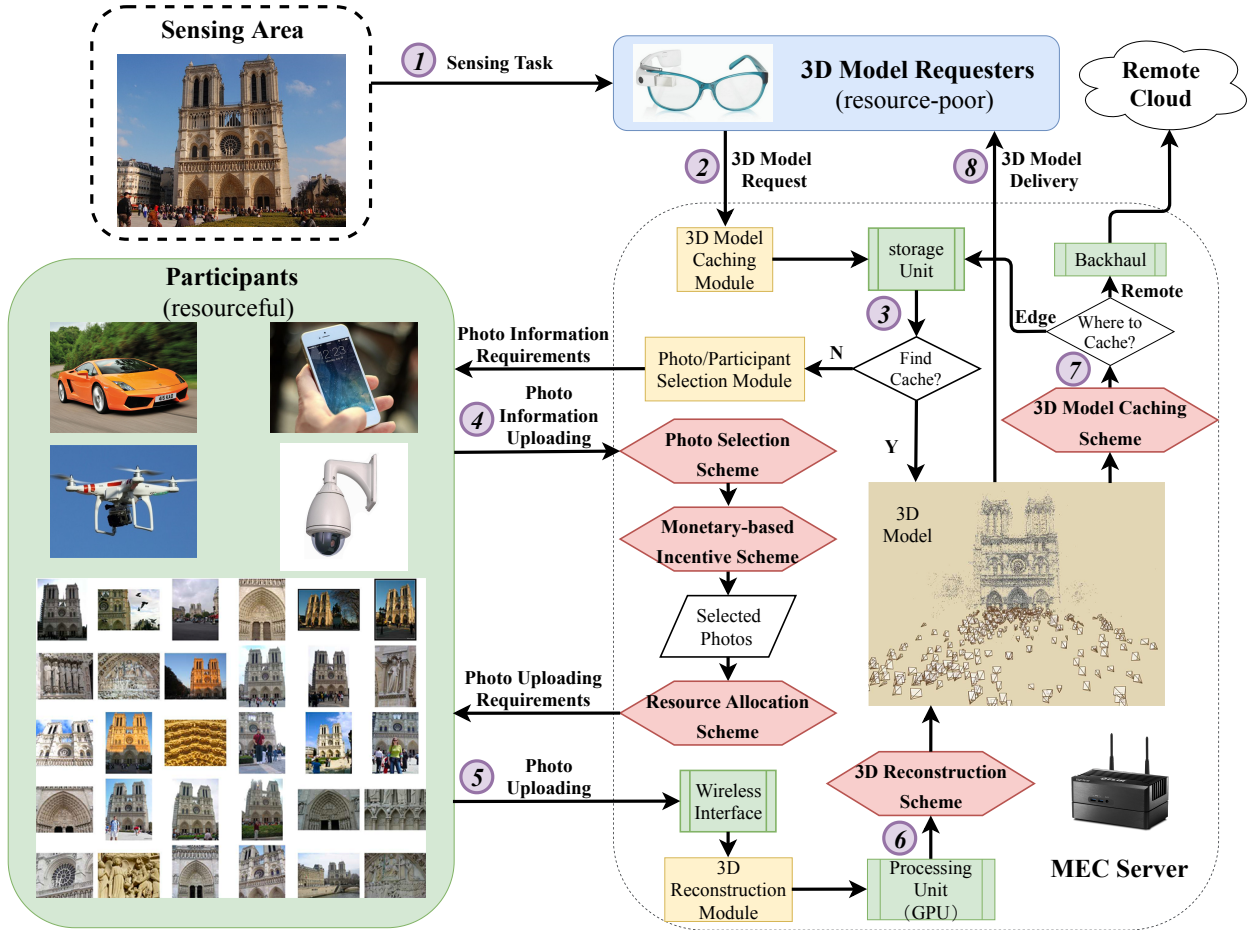 Sensing Area
1
Sensing Task
3D Model Requesters
(resource-poor)
Remote
Cloud
2
3D Model
Request
8
3D Model
Delivery
3D Model
Caching
Module
storage
Unit
Backhaul
Remote
Edge
Where to
Cache?
3
Find
Cache?
N
Y
7
3D Model Caching
Scheme
Participants
(resourceful)
Photo Information
Requirements
Photo/Participant
Selection Module
4
Photo
Information
Uploading
Photo Selection
Scheme
Monetary-based
Incentive Scheme
Selected
Photos
Photo Uploading
Requirements
Resource Allocation
Scheme
3D
Model
5
Photo
Uploading
Wireless
Interface
3D
Reconstruction
Module
Processing
Unit
(GPU)
6
3D Reconstruction
Scheme
MEC Server
12:23